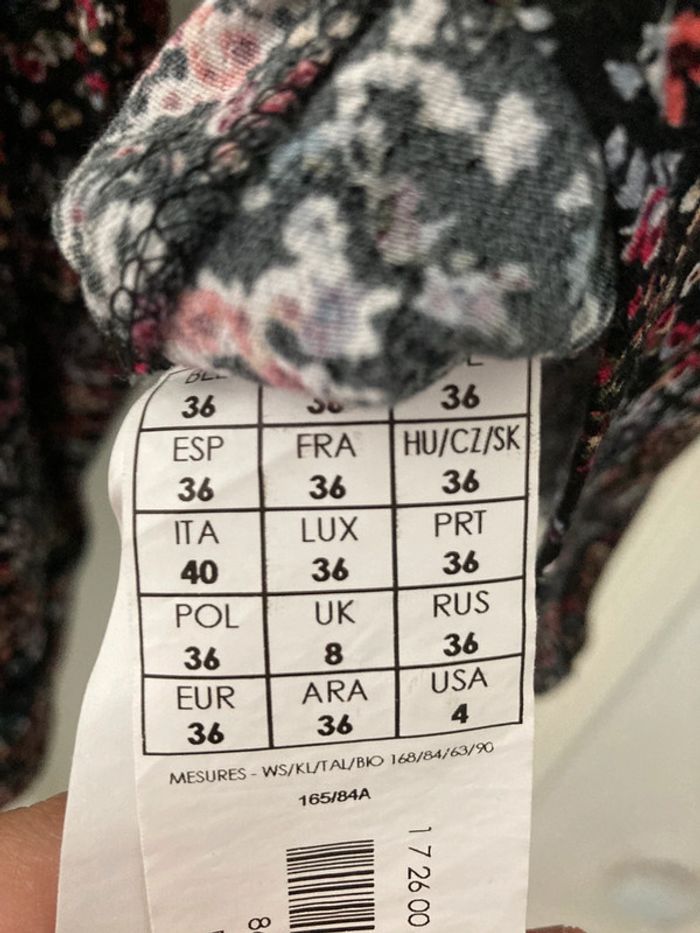 36 36
ESP FRA HU/CZ/SK
36 36 36
ITA LUX PRT
40 36 36
POL UK RUS
36 8 36
EUR ARA USA
36 36 4
MESURES - WS/KL/TAL/BIO 168/84/63/90
165/84A
1 7 26 00